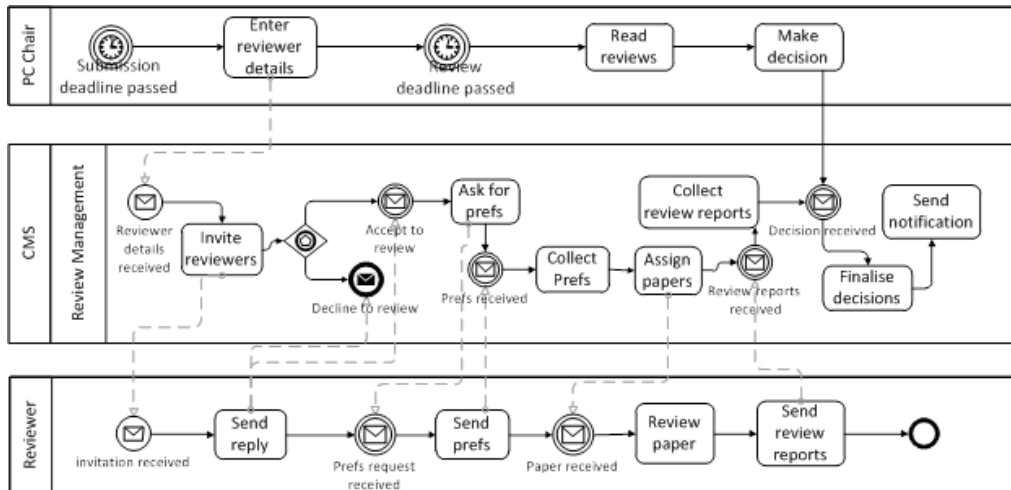 PC Chair
Submission
deadline passed
Enter
reviewer
details
Review
deadline passed
Read
reviews
Make
decision
CMS
Review Management
Reviewer
details
received
Invite
reviewers
Accept to
review
Decline to review
Ask for
prefs
Prefs received
Collect
Prefs
Assign
papers
Collect
review reports
Review reports
received
Decision received
Finalise
decisions
Send
notification
Reviewer
invitation received
Send
reply
Prefs request
received
Send
prefs
Paper received
Review
paper
Send
review
reports